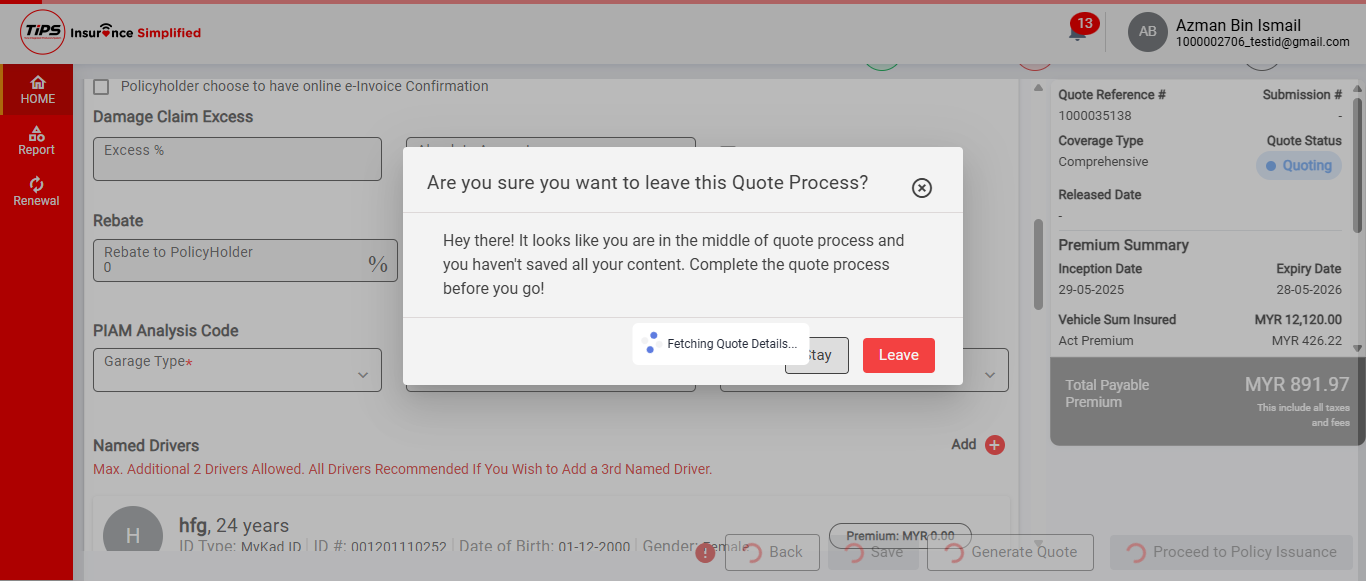 TiPS Insur nce Simplified
13
AB
Azman Bin Ismail
1000002706_testid@gmail.com
HOME
Report
Renewal
Policyholder choose to have online e-Invoice Confirmation
Damage Claim Excess
Excess %
Rebate
Rebate to PolicyHolder
0
%
PIAM Analysis Code
Garage Type*
Named Drivers
Add
Max. Additional 2 Drivers Allowed. All Drivers Recommended If You Wish to Add a 3rd Named Driver.
H
hfg, 24 years
ID Type: MyKad ID ID #: 001201110252 Date of Birth: 01-12-2000 Gender: Female
Premium: MYR 0.00
Back
Save
Generate Quote
Proceed to Policy Issuance
Are you sure you want to leave this Quote Process?
Hey there! It looks like you are in the middle of quote process and
you haven't saved all your content. Complete the quote process
before you go!
Fetching Quote Details...
Stay
Leave
Quote Reference # Submission #
1000035138 -
Coverage Type Quote Status
Comprehensive Quoting
Released Date
-
Premium Summary
Inception Date Expiry Date
29-05-2025 28-05-2026
Vehicle Sum Insured MYR 12,120.00
Act Premium MYR 426.22
Total Payable
Premium
MYR 891.97
This include all taxes
and fees